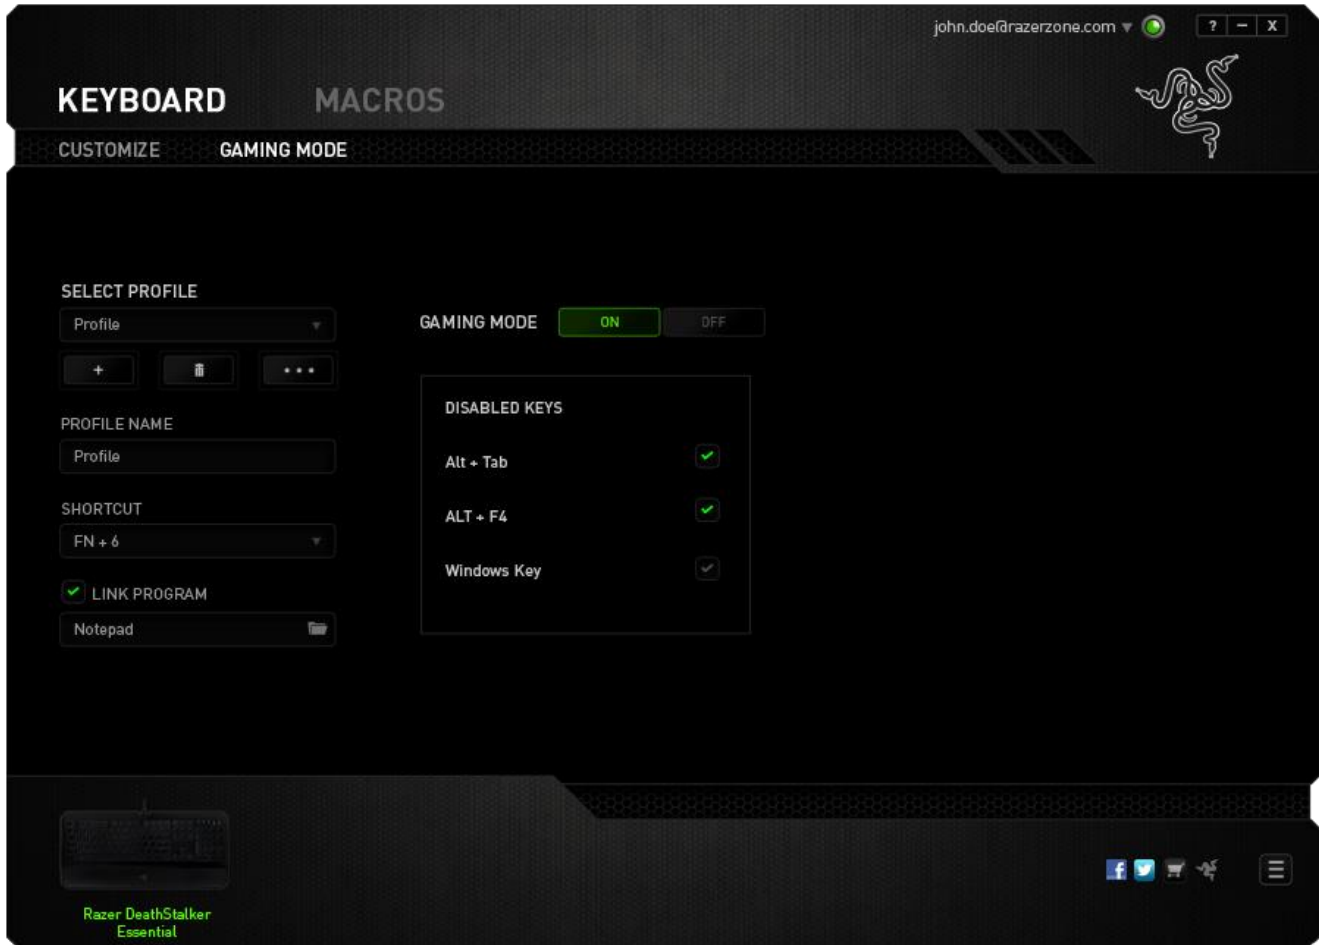 john.doe@razerzone.com
? – X
KEYBOARD MACROS
CUSTOMIZE GAMING MODE
SELECT PROFILE
Profile
GAMING MODE ON OFF
+
DISABLED KEYS
PROFILE NAME
Profile
Alt + Tab
SHORTCUT
ALT + F4
FN + 6
Windows Key
LINK PROGRAM
Notepad
Razer DeathStalker
Essential